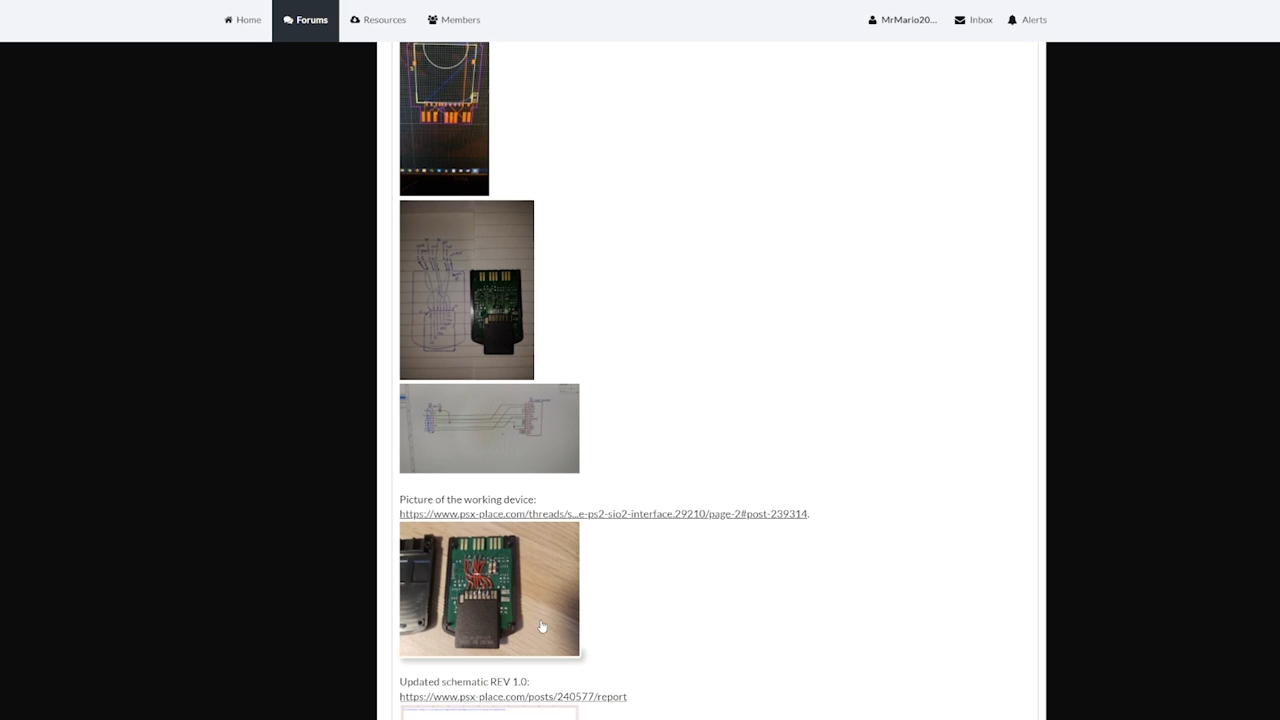 Home Forums Resources Members MrMario20... Inbox Alerts
Picture of the working device:
https://www.psx-place.com/threads/s...e-ps2-sio2-interface.29210/page-2#post-239314.
Updated schematic REV 1.0:
https://www.psx-place.com/posts/240577/report